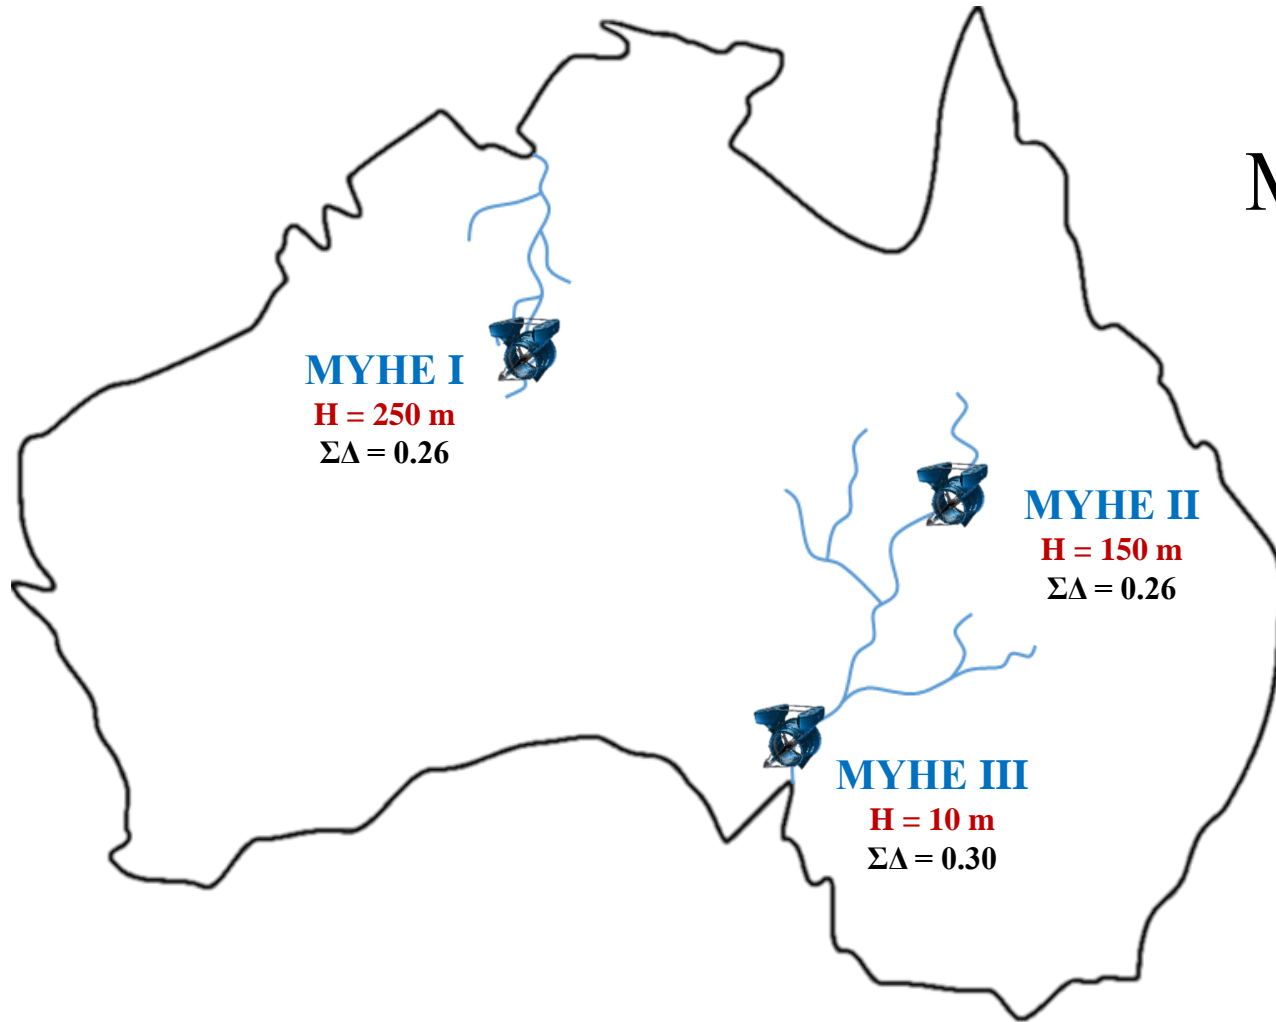 MYHE I
H = 250 m
ΣΔ = 0.26
MYHE II
H = 150 m
ΣΔ = 0.26
MYHE III
H = 10 m
ΣΔ = 0.30